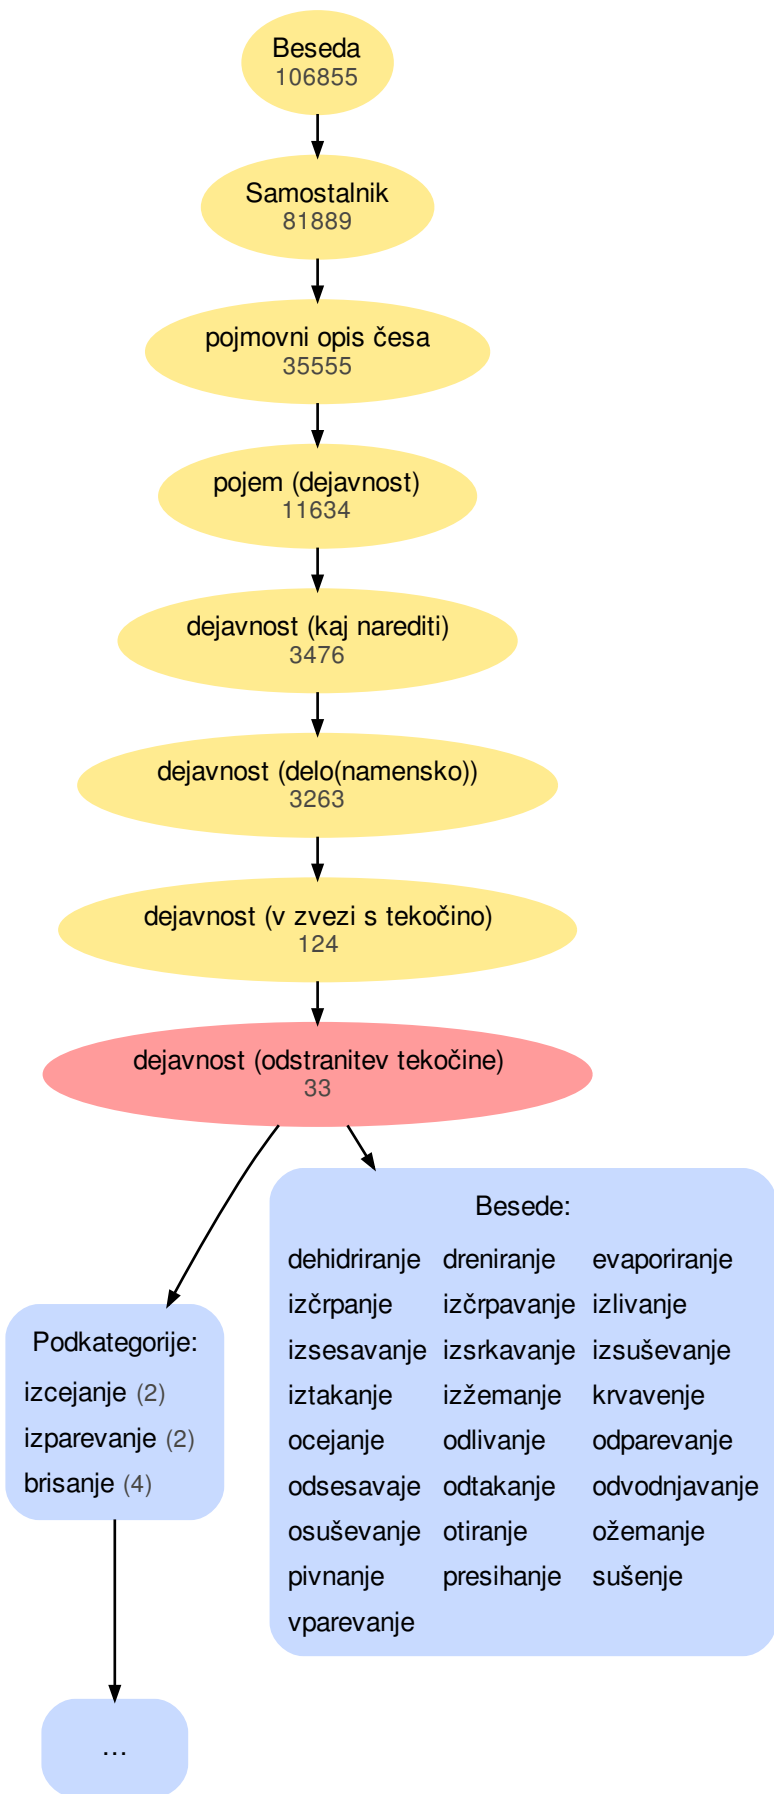 Beseda
106855
Samostalnik
81889
pojmovni opis česa
35555
pojem (dejavnost)
11634
dejavnost (kaj narediti)
3476
dejavnost (delo(namensko))
3263
dejavnost (v zvezi s tekočino)
124
dejavnost (odstranitev tekočine)
33
Podkategorije:
izcejanje (2)
izparevanje (2)
brisanje (4)
...
Besede:
dehidriranje dreniranje evaporiranje
izčrpanje izčrpavanje izlivanje
izsesavanje izsrkavanje izsuševanje
iztakanje izžemanje krvavenje
ocejanje odlivanje odparevanje
odsesavaje odtakanje odvodnjavanje
osuševanje otiranje ožemanje
pivnanje presihanje sušenje
vparevanje